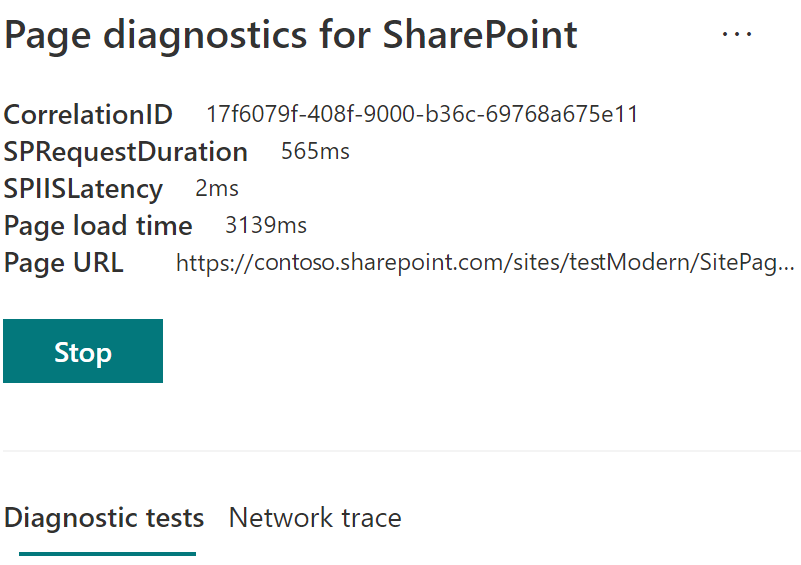 Page diagnostics for SharePoint ...
CorrelationID 17f6079f-408f-9000-b36c-69768a675e11
SPRequestDuration 565ms
SPIISLatency 2ms
Page load time 3139ms
Page URL https://contoso.sharepoint.com/sites/testModern/SitePag...
Stop
Diagnostic tests Network trace